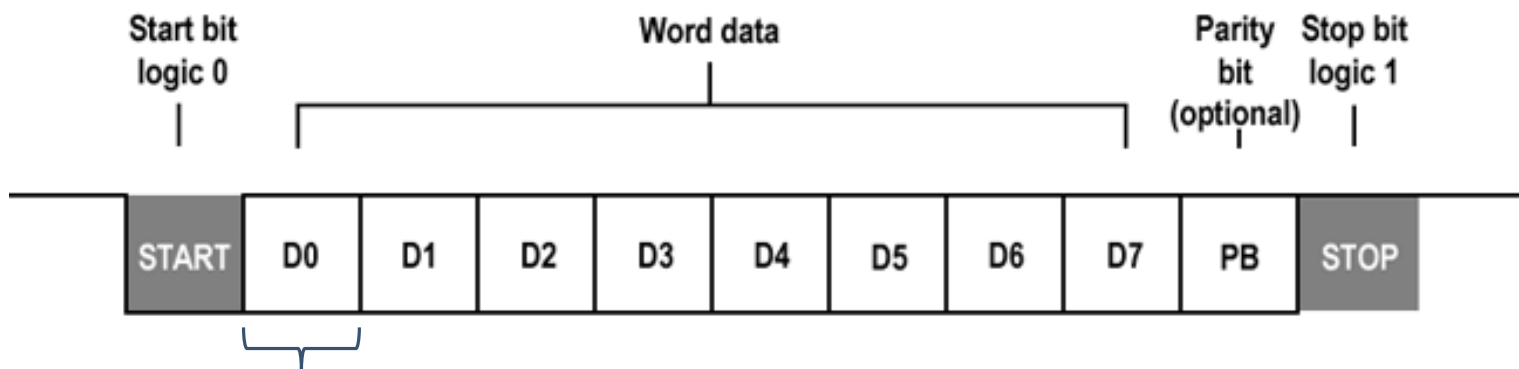 Start bit
logic 0
Word data
Parity
bit
(optional)
Stop bit
logic 1
START D0 D1 D2 D3 D4 D5 D6 D7 PB STOP